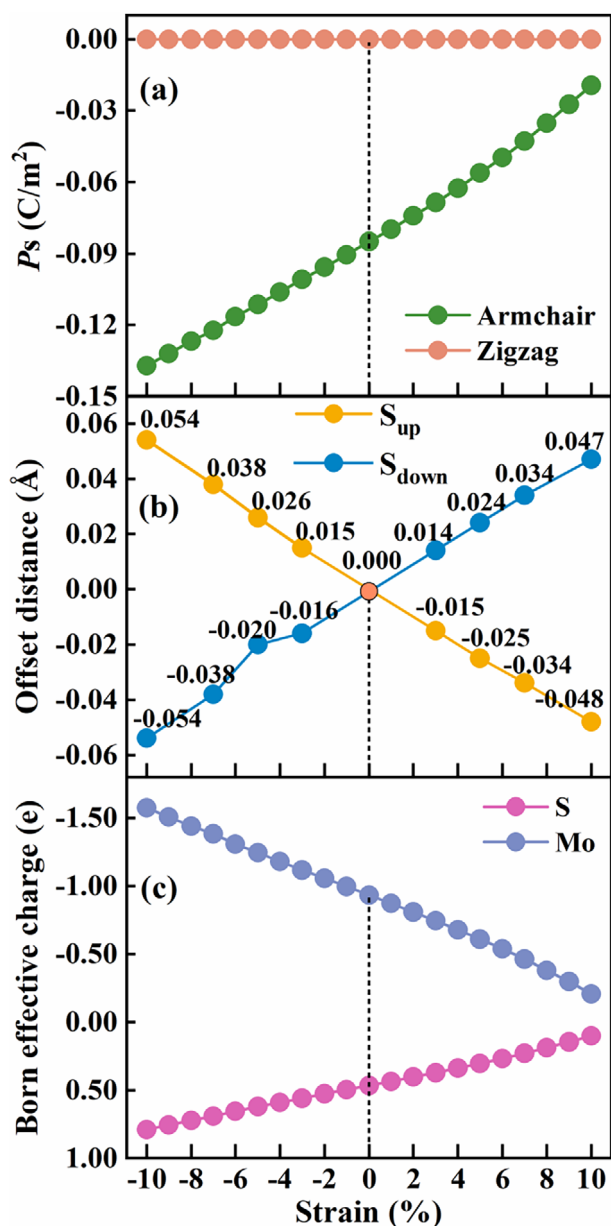 0.00
-0.03
-0.06
-0.09
-0.12
-0.15
Ps (C/m²)
(a)
Armchair
Zigzag
0.06
0.04
0.02
0.00
-0.02
-0.04
-0.06
Offset distance (Å)
(b)
S_up
S_down
0.054
0.038
0.026
0.015
0.000
0.014
0.024
0.034
0.047
-0.054
-0.038
-0.020
-0.016
-0.015
-0.025
-0.034
-0.048
-1.50
-1.00
-0.50
0.00
0.50
1.00
Born effective charge (e)
(c)
S
Mo
-10 -8 -6 -4 -2 0 2 4 6 8 10
Strain (%)